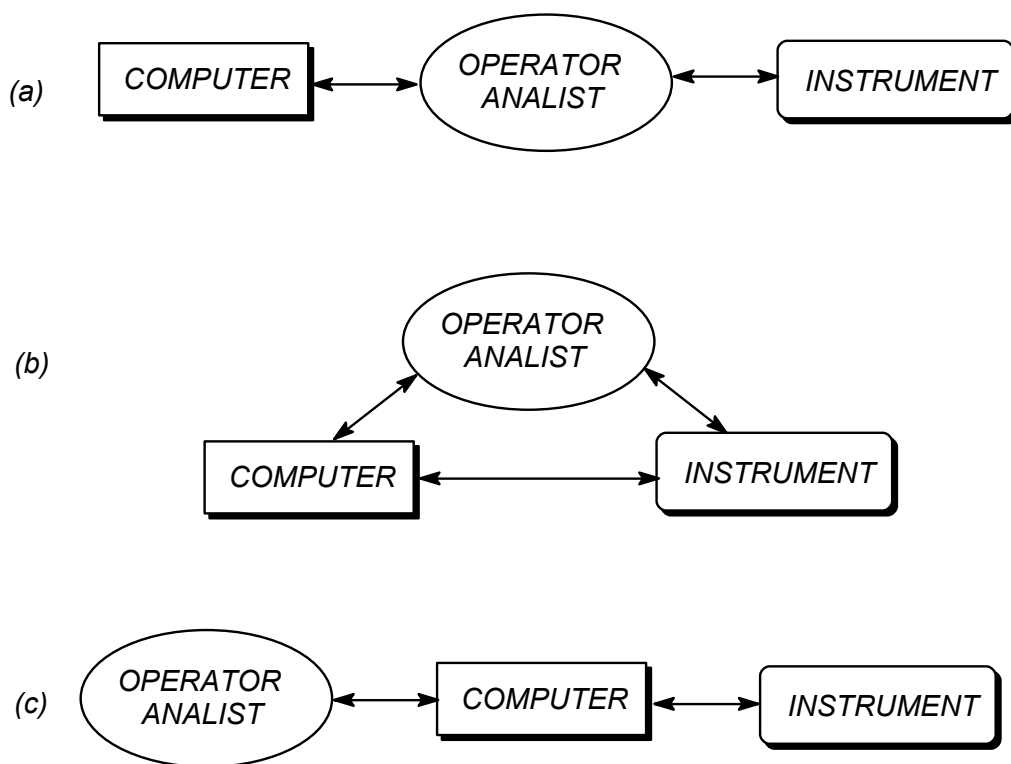 (a)
COMPUTER
OPERATOR
ANALIST
INSTRUMENT
(b)
OPERATOR
ANALIST
COMPUTER
INSTRUMENT
(c)
OPERATOR
ANALIST
COMPUTER
INSTRUMENT